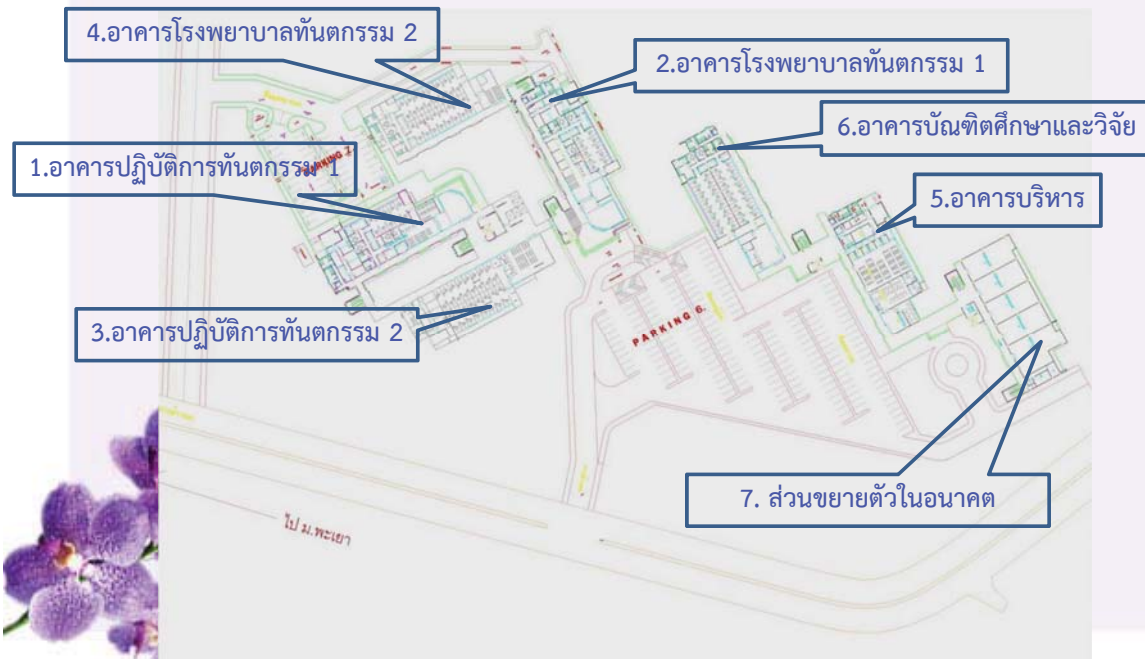 4.อาคารโรงพยาบาลทันตกรรม 2
2.อาคารโรงพยาบาลทันตกรรม 1
6.อาคารบัณฑิตศึกษาและวิจัย
1.อาคารปฏิบัติการทันตกรรม 1
5.อาคารบริหาร
3.อาคารปฏิบัติการทันตกรรม 2
PARKING 6.
7. ส่วนขยายตัวในอนาคต
ไป ม.พะเยา